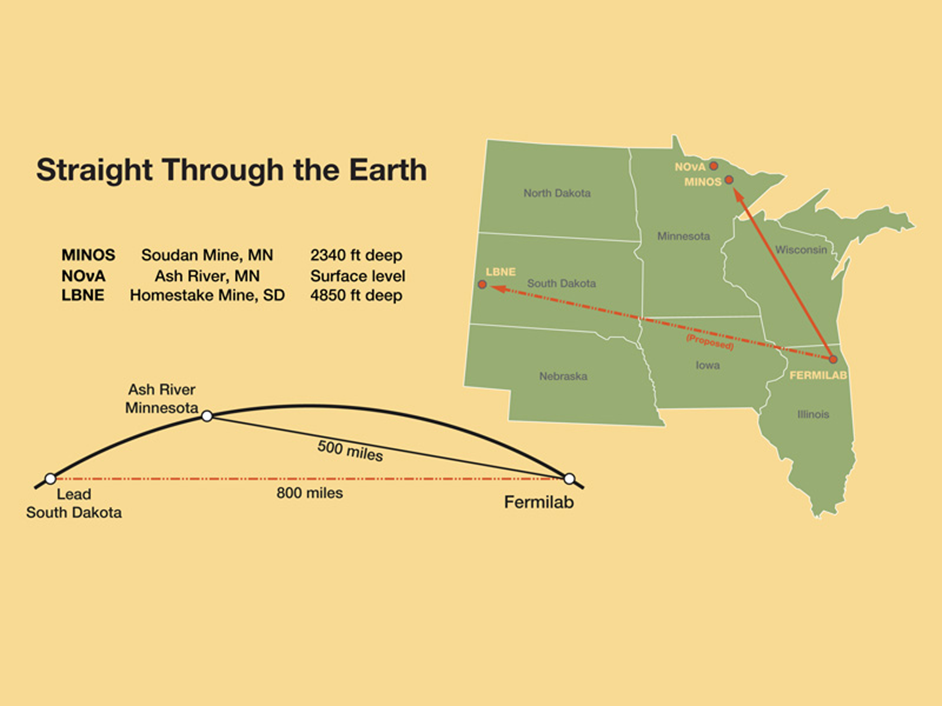 Straight Through the Earth
MINOS Soudan Mine, MN 2340 ft deep
NOvA Ash River, MN Surface level
LBNE Homestake Mine, SD 4850 ft deep
Ash River
Minnesota
500 miles
800 miles
Lead
South Dakota
Fermilab
NOvA
MINOS
North Dakota
Minnesota
Wisconsin
LBNE
South Dakota
(Proposed)
Iowa
Nebraska
FERMILAB
Illinois